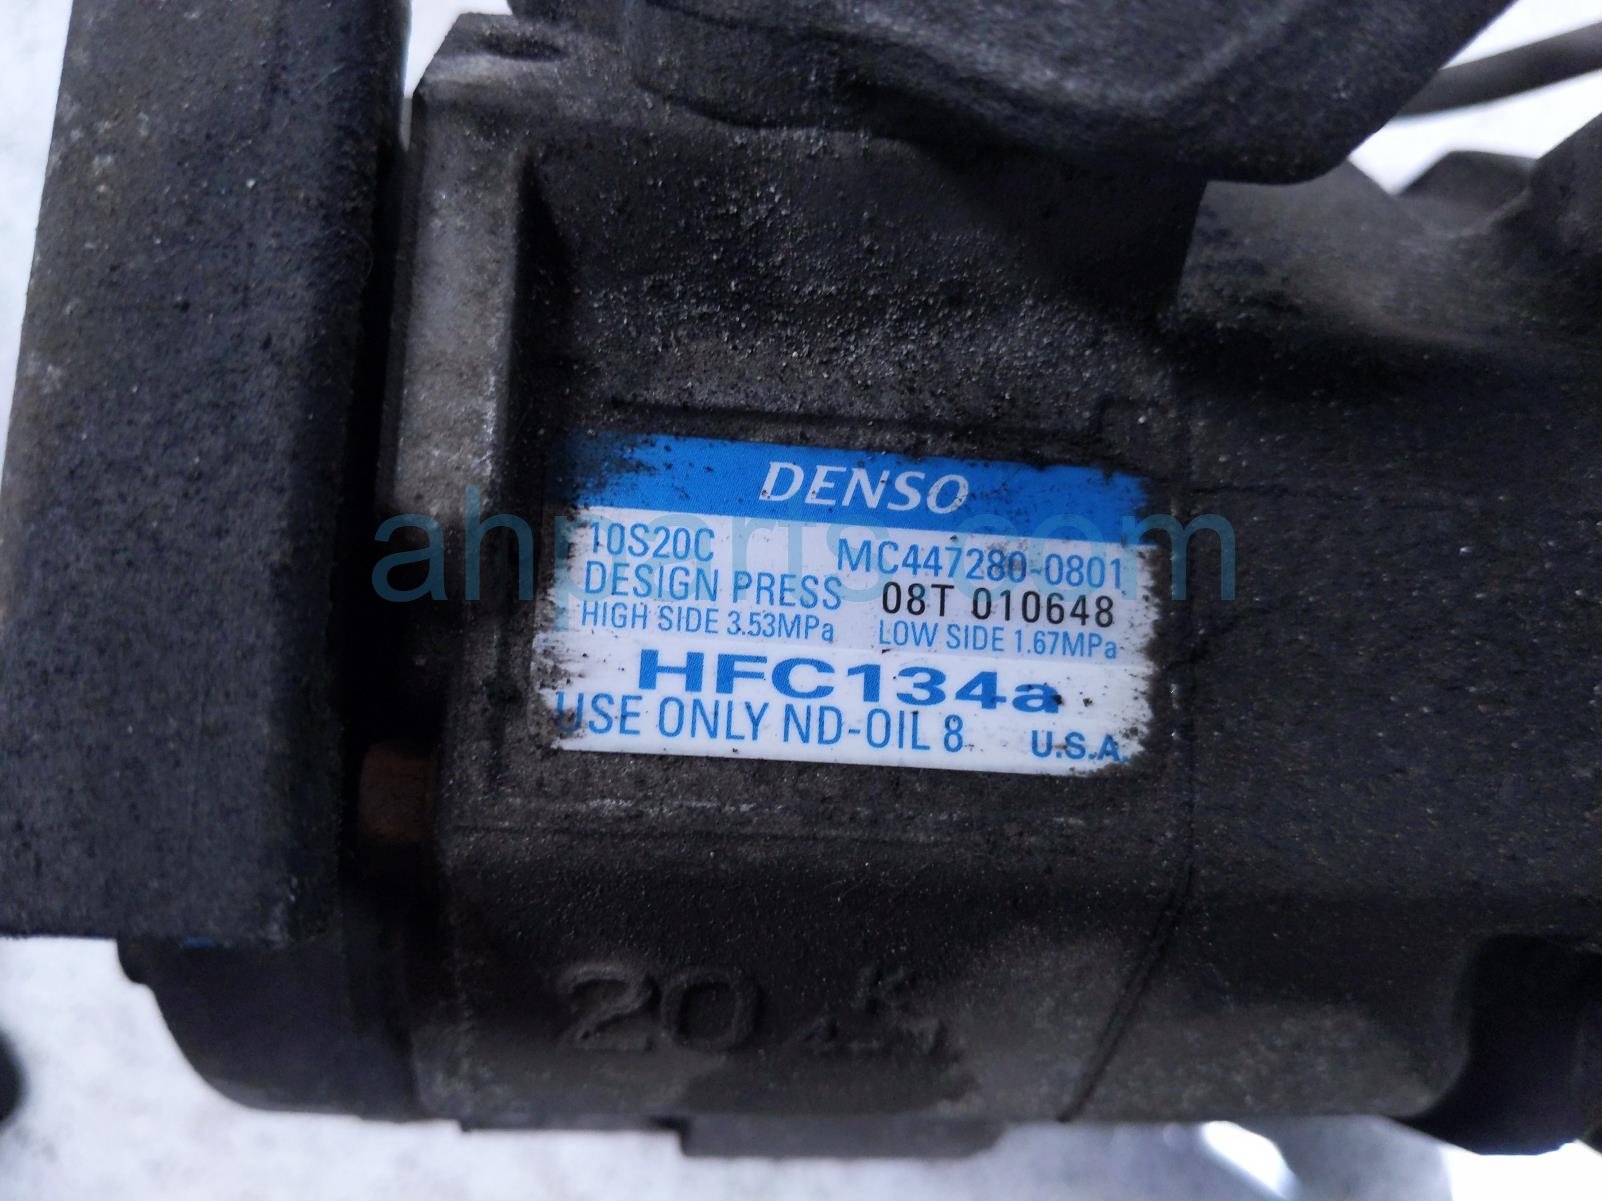 DENSO
10S20C MC447280-0801
DESIGN PRESS 08T 010648
HIGH SIDE 3.53MPa LOW SIDE 1.67MPa
HFC134a
USE ONLY ND-OIL 8 U.S.A.
ahparts.com
20